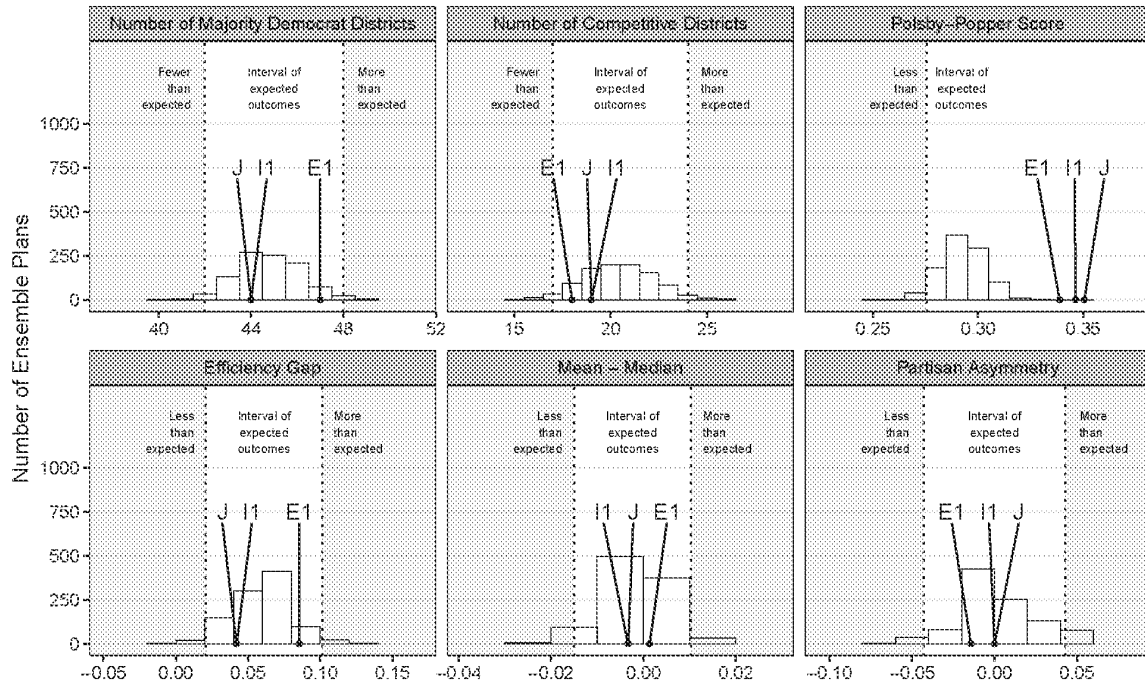 Number of Majority Democrat Districts
Number of Competitive Districts
Polsby-Popper Score
Fewer than expected
Interval of expected outcomes
More than expected
Fewer than expected
Interval of expected outcomes
More than expected
Less than expected
Interval of expected outcomes
1000
750
500
250
0
J I1 E1
E1 J I1
E1 I1 J
40 44 48 52
15 20 25
0.25 0.30 0.35
Number of Ensemble Plans
Efficiency Gap
Mean - Median
Partisan Asymmetry
Less than expected
Interval of expected outcomes
More than expected
Less than expected
Interval of expected outcomes
More than expected
Less than expected
Interval of expected outcomes
More than expected
1000
750
500
250
0
J I1 E1
I1 J E1
E1 I1 J
-0.05 0.00 0.05 0.10 0.15
-0.04 -0.02 0.00 0.02
-0.10 -0.05 0.00 0.05